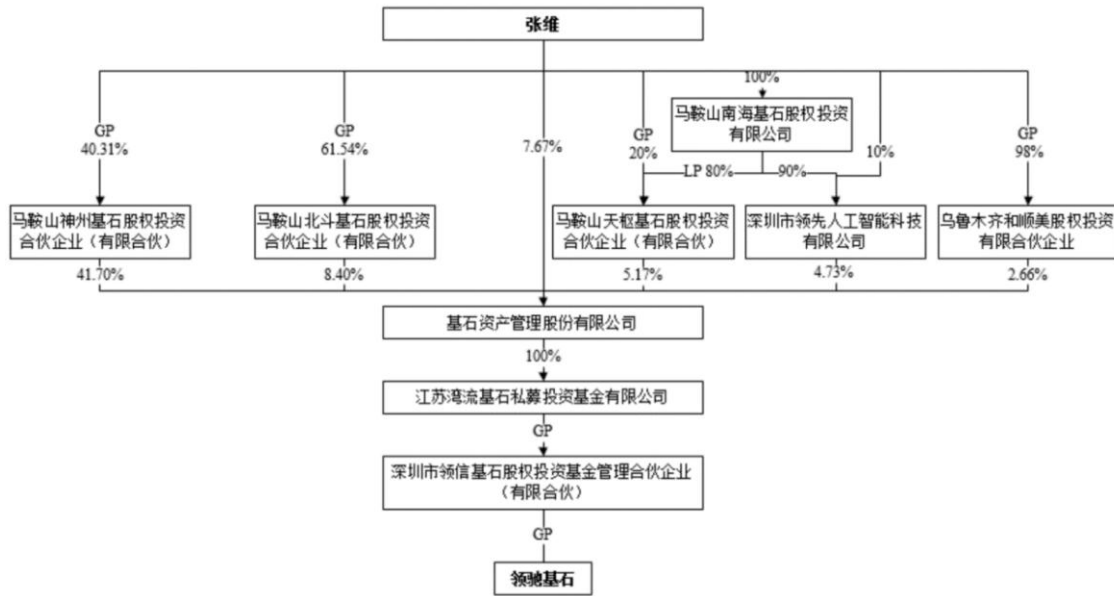 张维
100%
马鞍山南海基石股权投资
有限公司
GP
40.31%
GP
61.54%
7.67%
GP
20%
10%
GP
98%
LP 80%
90%
马鞍山神州基石股权投资
合伙企业（有限合伙）
马鞍山北斗基石股权投资
合伙企业（有限合伙）
马鞍山天枢基石股权投资
合伙企业（有限合伙）
深圳市领先人工智能科技
有限公司
乌鲁木齐和顺美股权投资
有限合伙企业
41.70%
8.40%
5.17%
4.73%
2.66%
基石资产管理股份有限公司
100%
江苏湾流基石私募投资基金有限公司
GP
深圳市领信基石股权投资基金管理合伙企业
（有限合伙）
GP
领驰基石